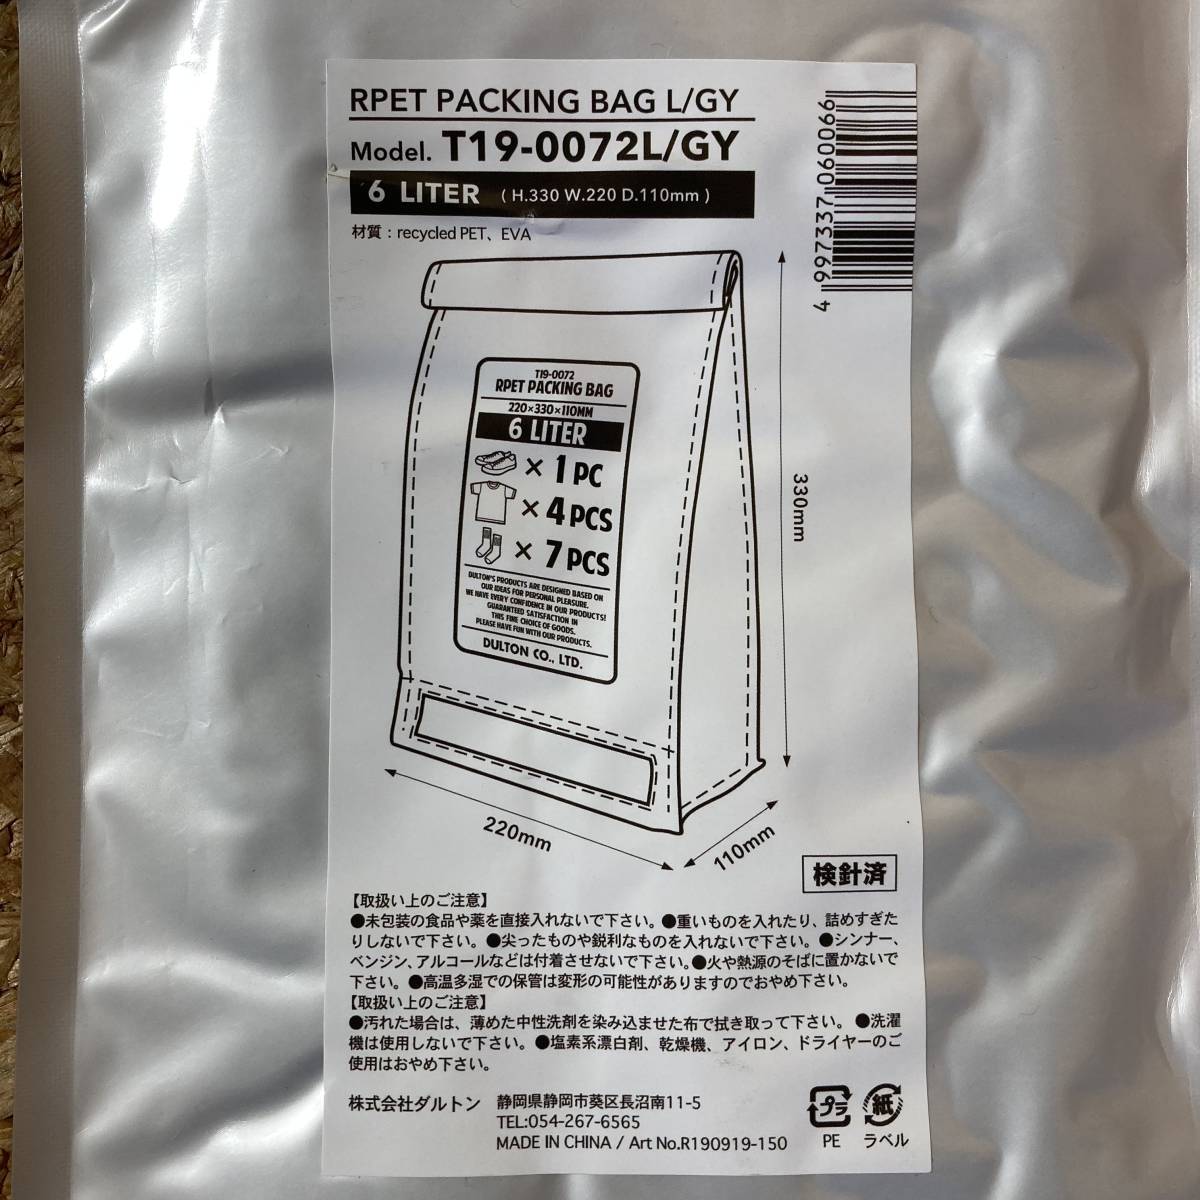 RPET PACKING BAG L/GY
Model. T19-0072L/GY
6 LITER ( H.330 W.220 D.110mm )
材質：recycled PET、EVA
4 997337 060066
T19-0072
RPET PACKING BAG
220×330×110MM
6 LITER
× 1 PC
× 4 PCS
× 7 PCS
DULTON'S PRODUCTS ARE DESIGNED BASED ON
OUR IDEAS FOR PERSONAL PLEASURE.
WE HAVE EVERY CONFIDENCE IN OUR PRODUCTS!
GUARANTEED SATISFACTION IN
THIS FINE CHOICE OF GOODS.
PLEASE HAVE FUN WITH OUR PRODUCTS.
DULTON CO., LTD.
330mm
220mm
110mm
検針済
【取扱い上のご注意】
●未包装の食品や薬を直接入れないで下さい。●重いものを入れたり、詰めすぎた
りしないで下さい。●尖ったものや鋭利なものを入れないで下さい。●シンナー、
ベンジン、アルコールなどは付着させないで下さい。●火や熱源のそばに置かないで
下さい。●高温多湿での保管は変形の可能性がありますのでおやめ下さい。
【取扱い上のご注意】
●汚れた場合は、薄めた中性洗剤を染み込ませた布で拭き取って下さい。●洗濯
機は使用しないで下さい。●塩素系漂白剤、乾燥機、アイロン、ドライヤーのご
使用はおやめ下さい。
株式会社ダルトン 静岡県静岡市葵区長沼南11-5
TEL:054-267-6565
MADE IN CHINA / Art No.R190919-150
プラ
PE
紙
ラベル